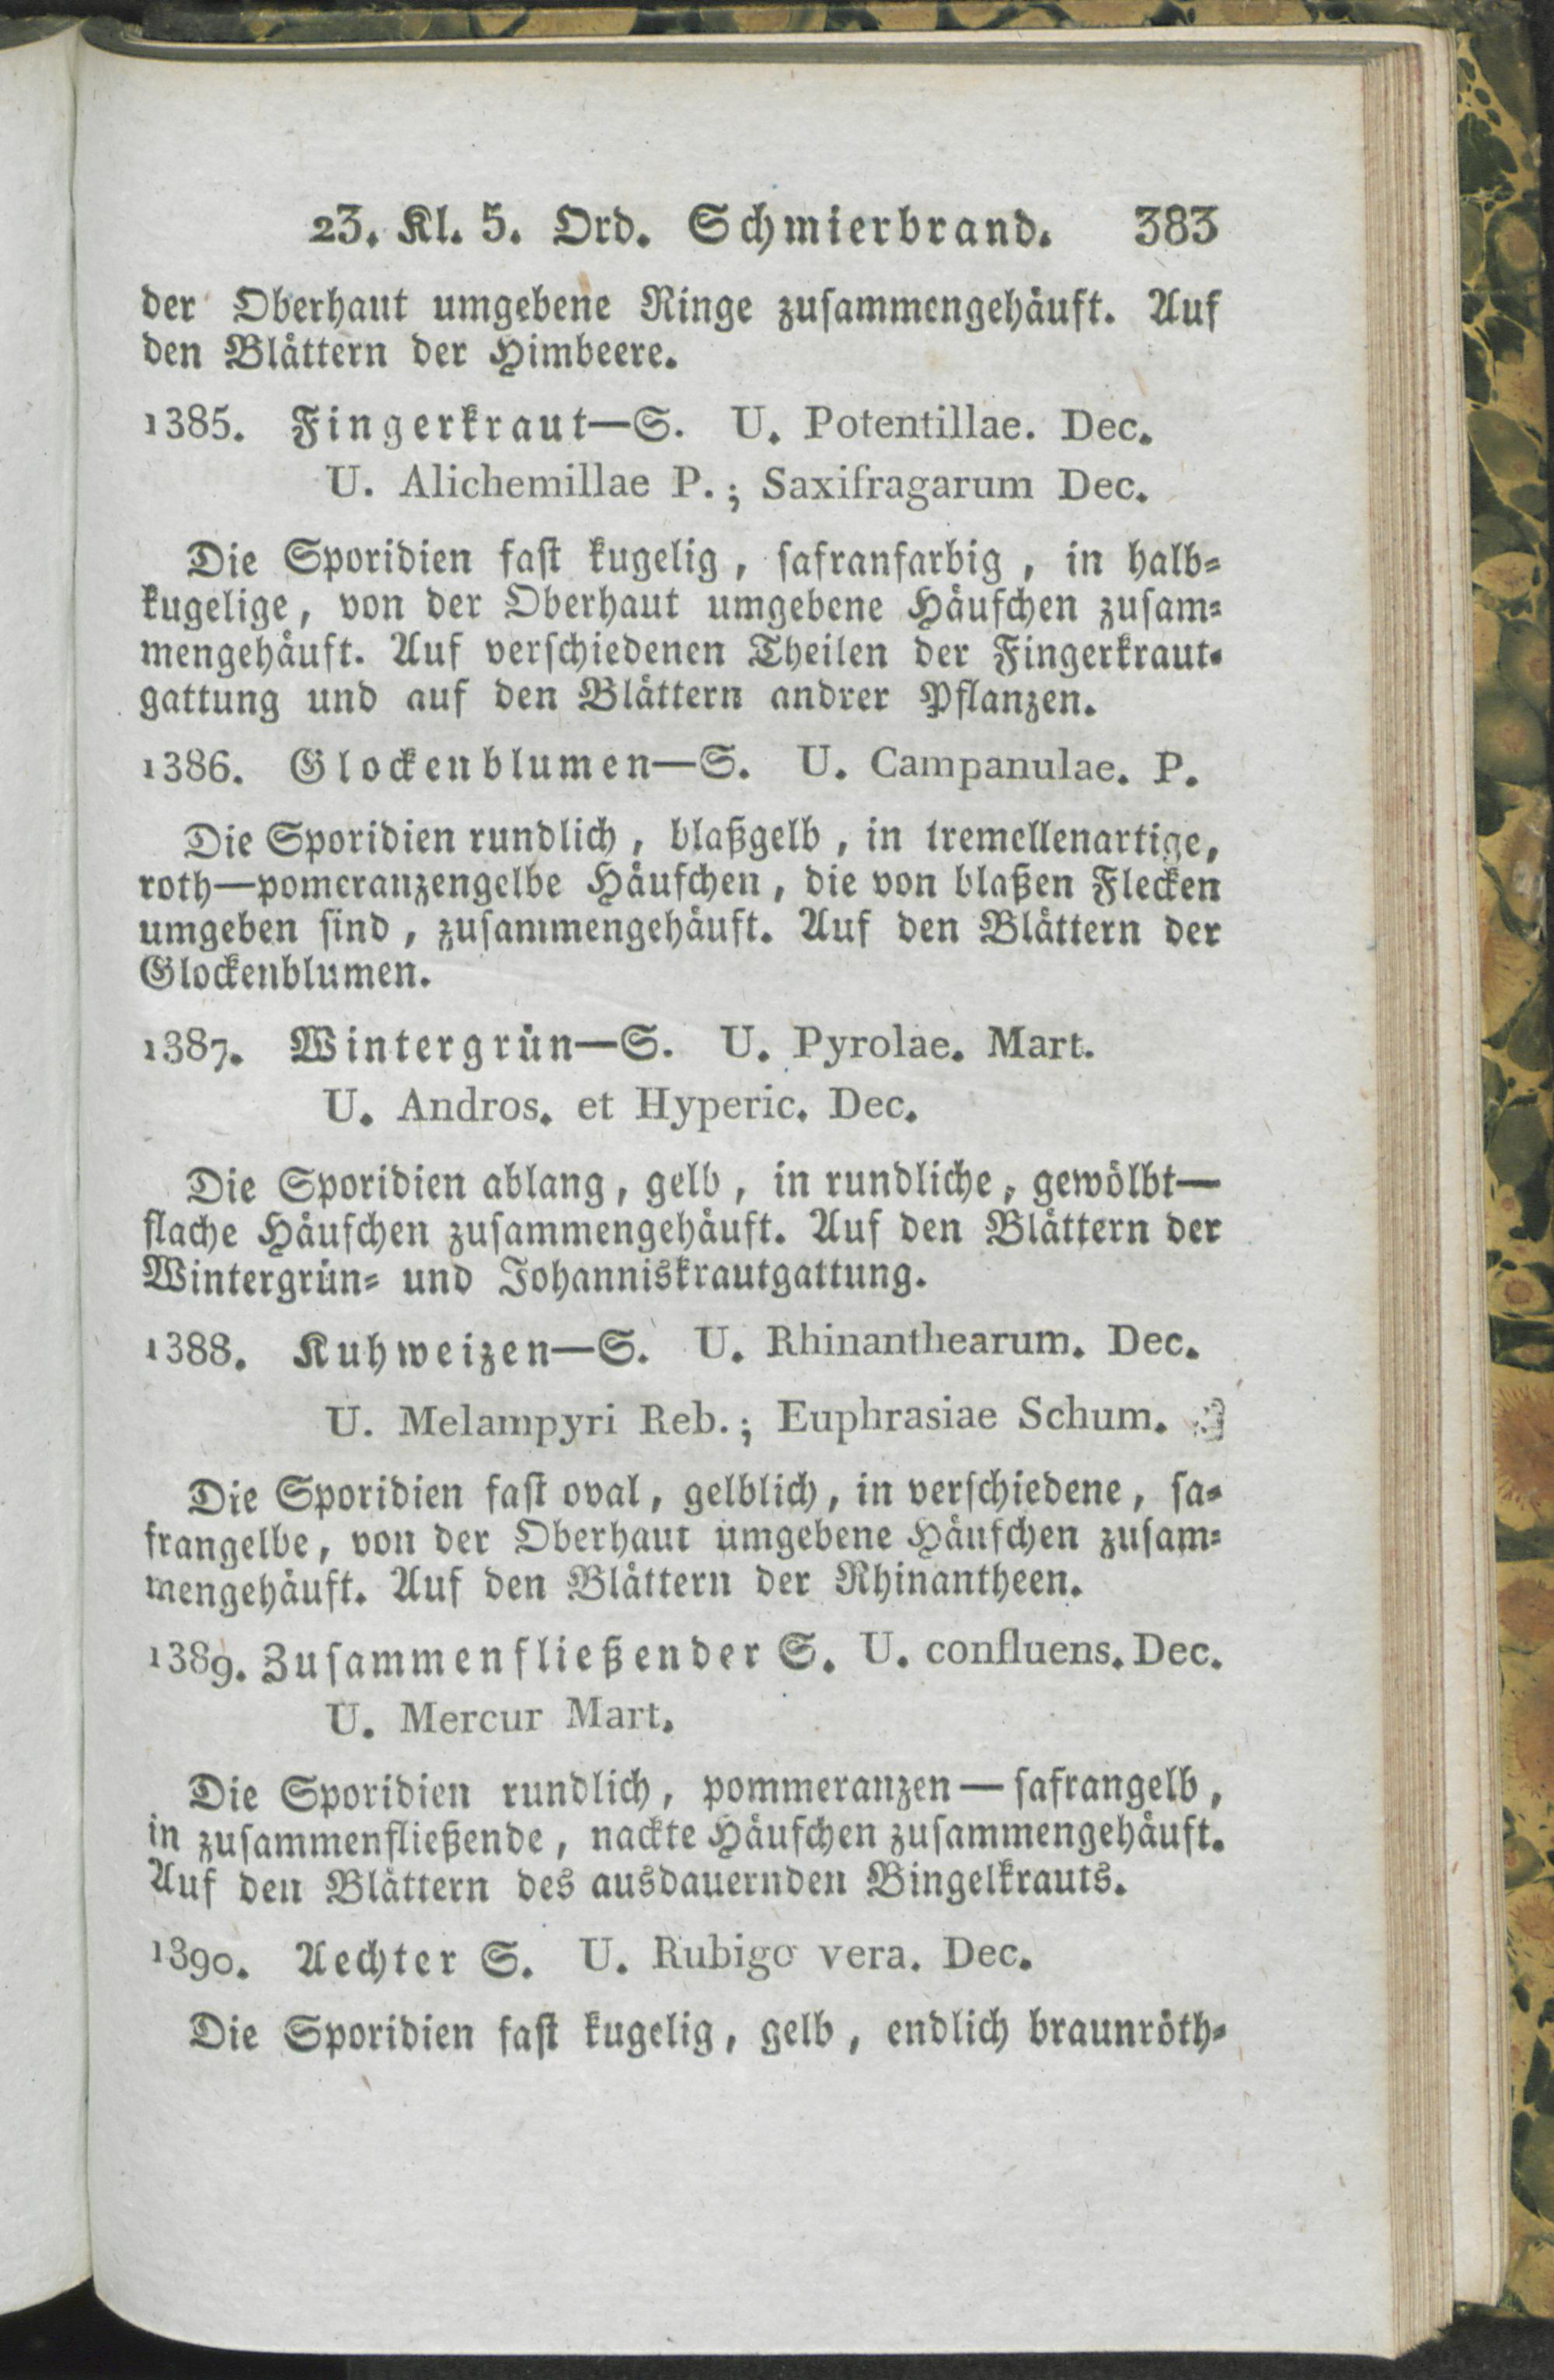 23. Kl. 5. Ord. Schmierbrand. 383
der Oberhaut umgebene Ringe zusammengehäuft. Auf
den Blättern der Himbeere.
1385. Fingerkraut—S. U. Potentillae. Dec.
U. Alichemillae P.; Saxifragarum Dec.
Die Sporidien fast kugelig, safranfarbig, in halb-
kugelige, von der Oberhaut umgebene Häufchen zusam-
mengehäuft. Auf verschiedenen Theilen der Fingerkraut-
gattung und auf den Blättern andrer Pflanzen.
1386. Glockenblumen—S. U. Campanulae. P.
Die Sporidien rundlich, blaßgelb, in tremellenartige,
roth—pomeranzengelbe Häufchen, die von blaßen Flecken
umgeben sind, zusammengehäuft. Auf den Blättern der
Glockenblumen.
1387. Wintergrün—S. U. Pyrolae. Mart.
U. Andros. et Hyperic. Dec.
Die Sporidien ablang, gelb, in rundliche, gewölbt—
flache Häufchen zusammengehäuft. Auf den Blättern der
Wintergrün- und Johanniskrautgattung.
1388. Kuhweizen—S. U. Rhinanthearum. Dec.
U. Melampyri Reb.; Euphrasiae Schum.
Die Sporidien fast oval, gelblich, in verschiedene, sa-
frangelbe, von der Oberhaut umgebene Häufchen zusam-
mengehäuft. Auf den Blättern der Rhinantheen.
1389. Zusammenfließender S. U. confluens. Dec.
U. Mercur Mart.
Die Sporidien rundlich, pommeranzen—safrangelb,
in zusammenfließende, nackte Häufchen zusammengehäuft.
Auf den Blättern des ausdauernden Bingelkrauts.
1390. Aechter S. U. Rubigo vera. Dec.
Die Sporidien fast kugelig, gelb, endlich braunröth-